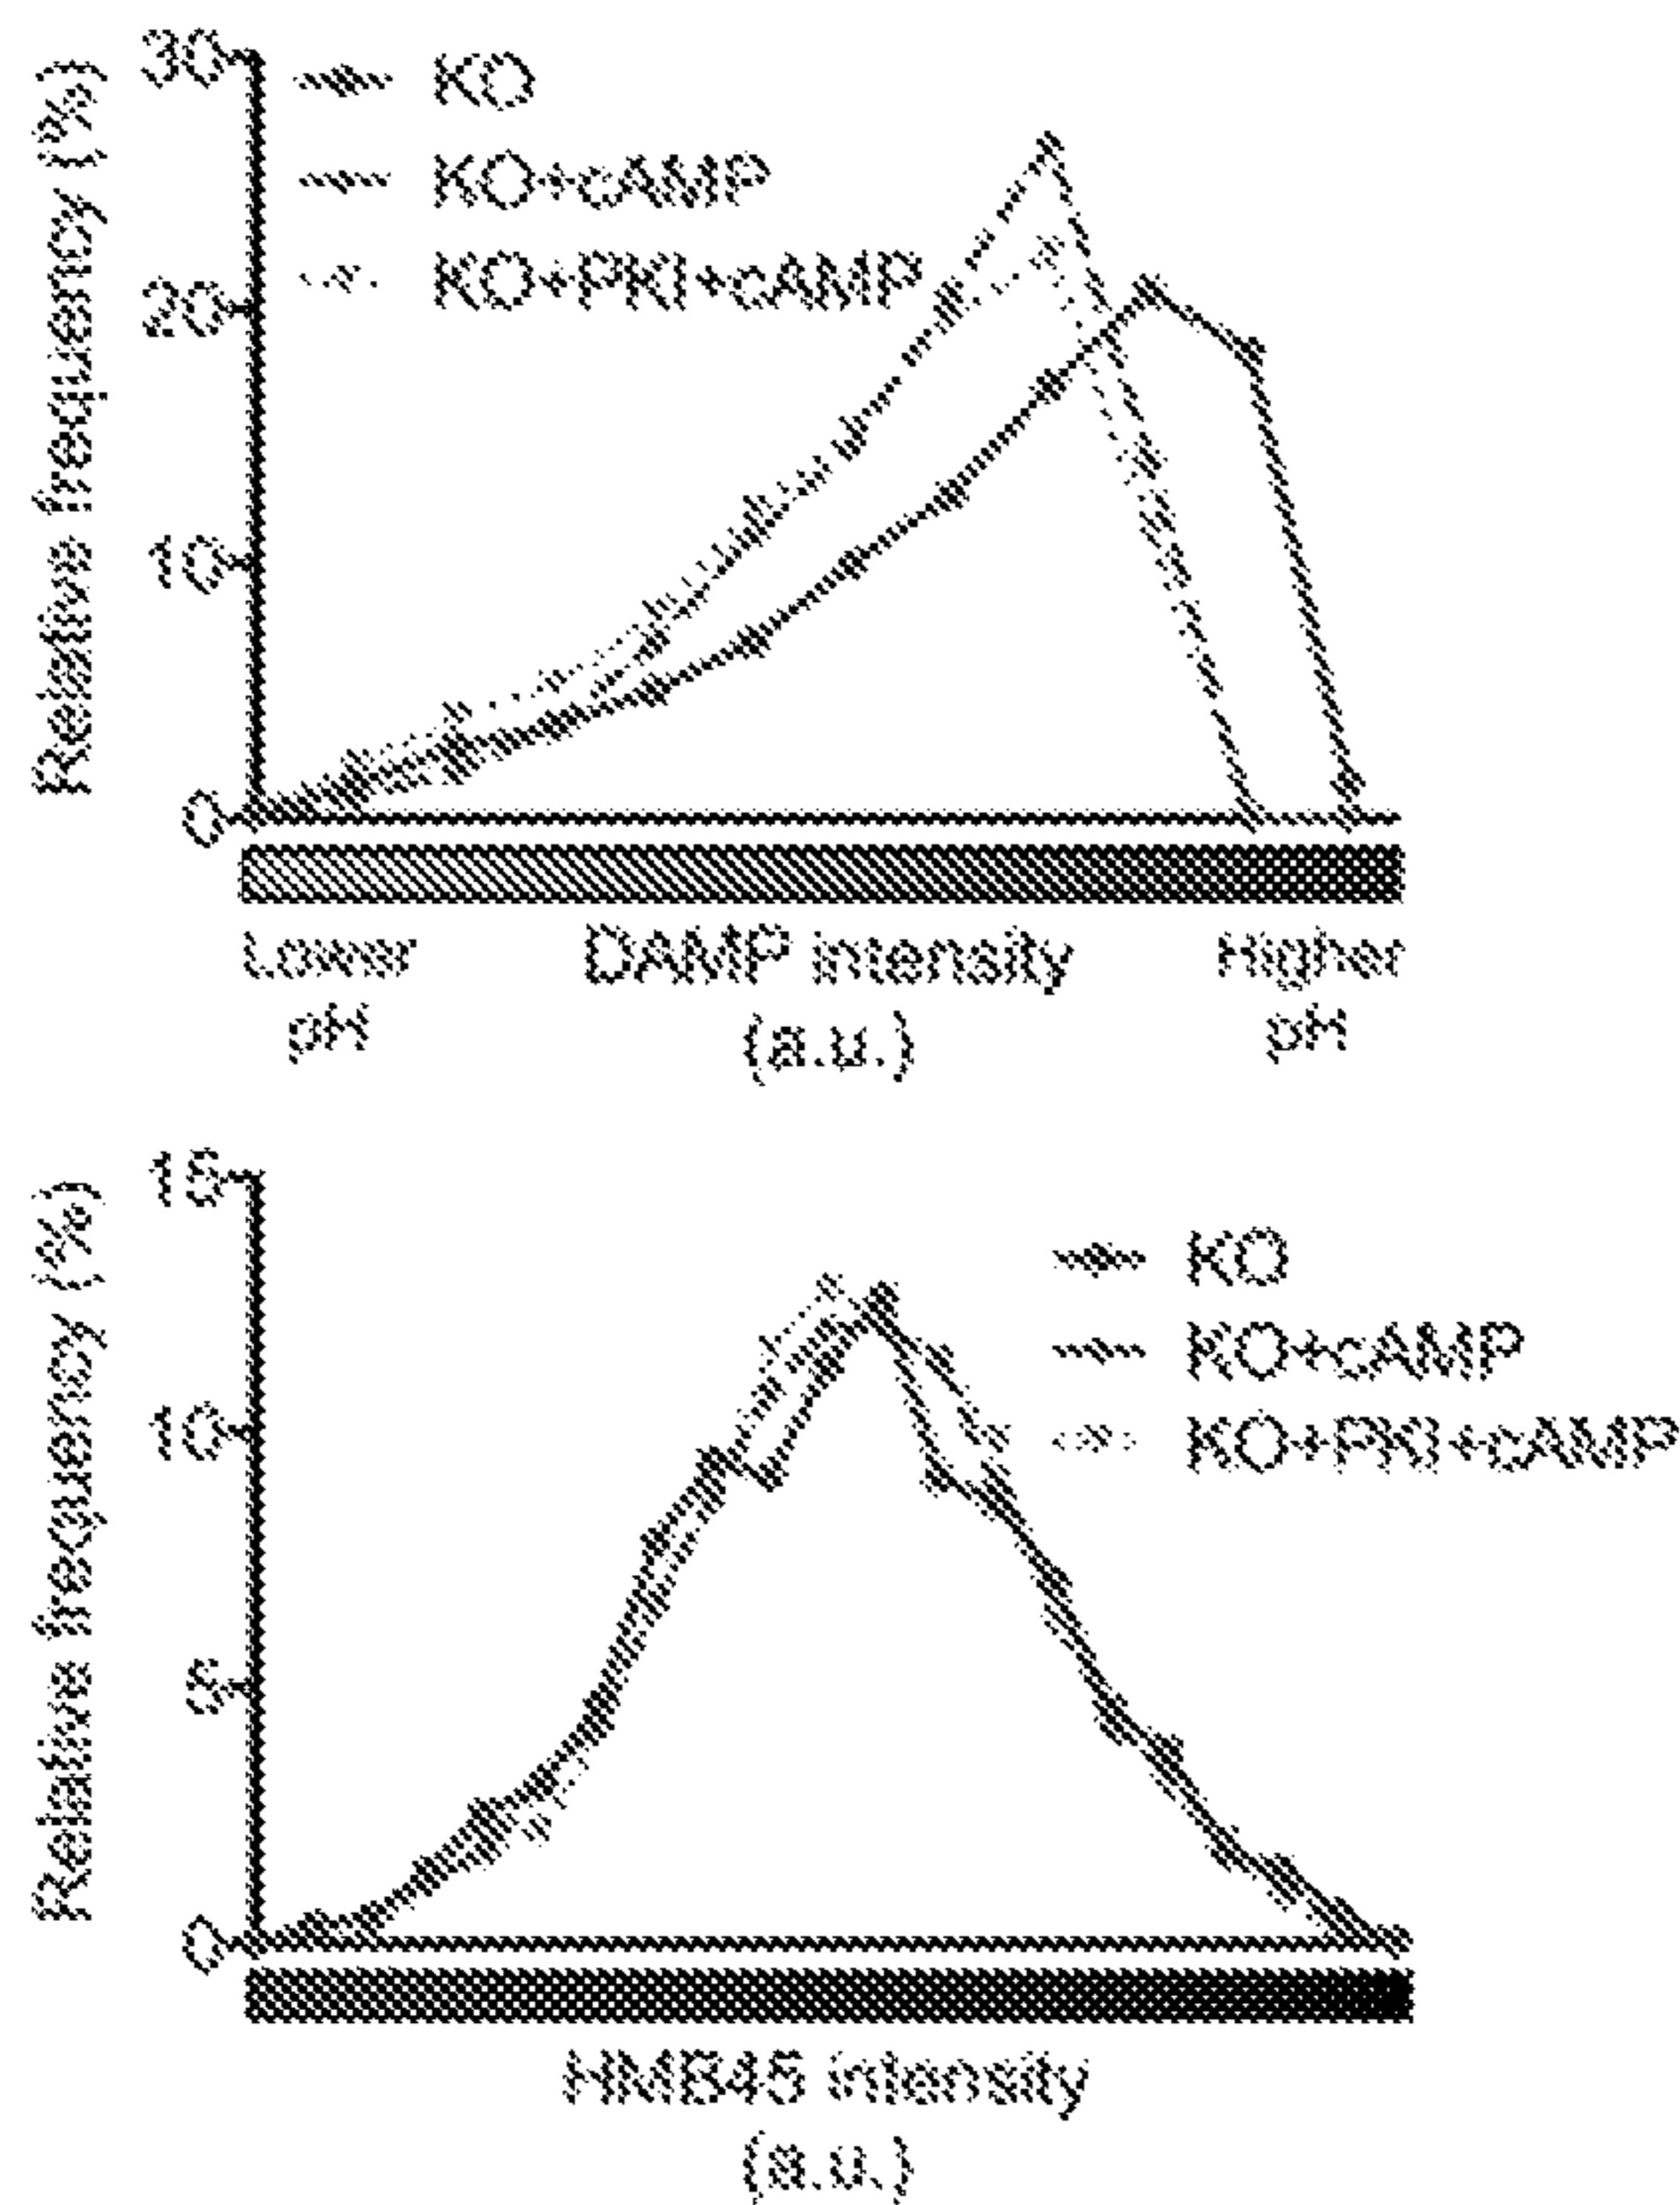 Relative frequency (%)
30
20
10
0
KO
KO+cAMP
KO+PKI+cAMP
Lower
pH
DAMP intensity
(a.u.)
Higher
pH
Relative frequency (%)
15
10
5
0
KO
KO+cAMP
KO+PKI+cAMP
HMB45 intensity
(a.u.)